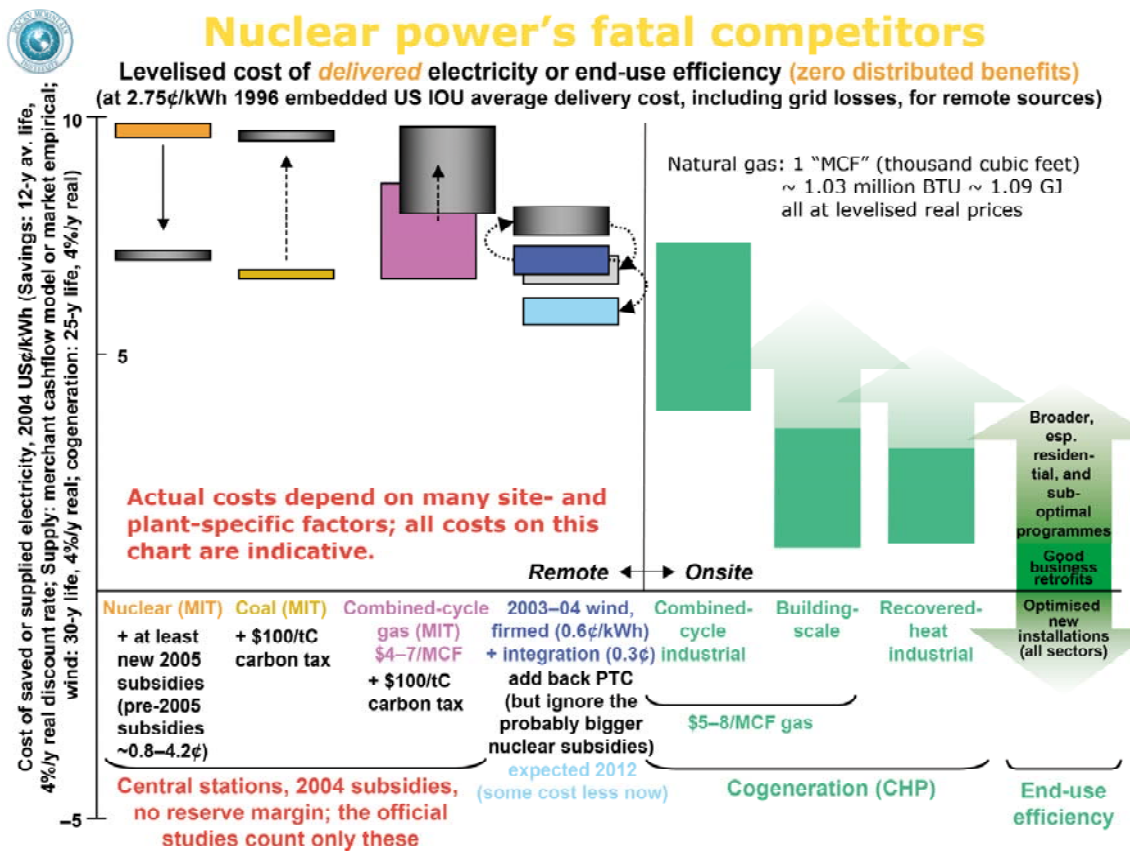 Nuclear power's fatal competitors
Levelised cost of delivered electricity or end-use efficiency (zero distributed benefits)
(at 2.75¢/kWh 1996 embedded US IOU average delivery cost, including grid losses, for remote sources)
Cost of saved or supplied electricity, 2004 US¢/kWh (Savings: 12-y av. life,
4%/y real discount rate; Supply: merchant cashflow model or market empirical;
wind: 30-y life, 4%/y real; cogeneration: 25-y life, 4%/y real)
10
5
–5
Natural gas: 1 “MCF” (thousand cubic feet)
~ 1.03 million BTU ~ 1.09 GJ
all at levelised real prices
Actual costs depend on many site- and
plant-specific factors; all costs on this
chart are indicative.
Remote
Onsite
Broader,
esp.
residen-
tial, and
sub-
optimal
programmes
Good
business
retrofits
Optimised
new
installations
(all sectors)
Nuclear (MIT)
+ at least
new 2005
subsidies
(pre-2005
subsidies
~0.8–4.2¢)
Coal (MIT)
+ $100/tC
carbon tax
Combined-cycle
gas (MIT)
$4–7/MCF
+ $100/tC
carbon tax
2003–04 wind,
firmed (0.6¢/kWh)
+ integration (0.3¢)
add back PTC
(but ignore the
probably bigger
nuclear subsidies)
expected 2012
(some cost less now)
Combined-
cycle
industrial
Building-
scale
Recovered-
heat
industrial
$5–8/MCF gas
Central stations, 2004 subsidies,
no reserve margin; the official
studies count only these
Cogeneration (CHP)
End-use
efficiency